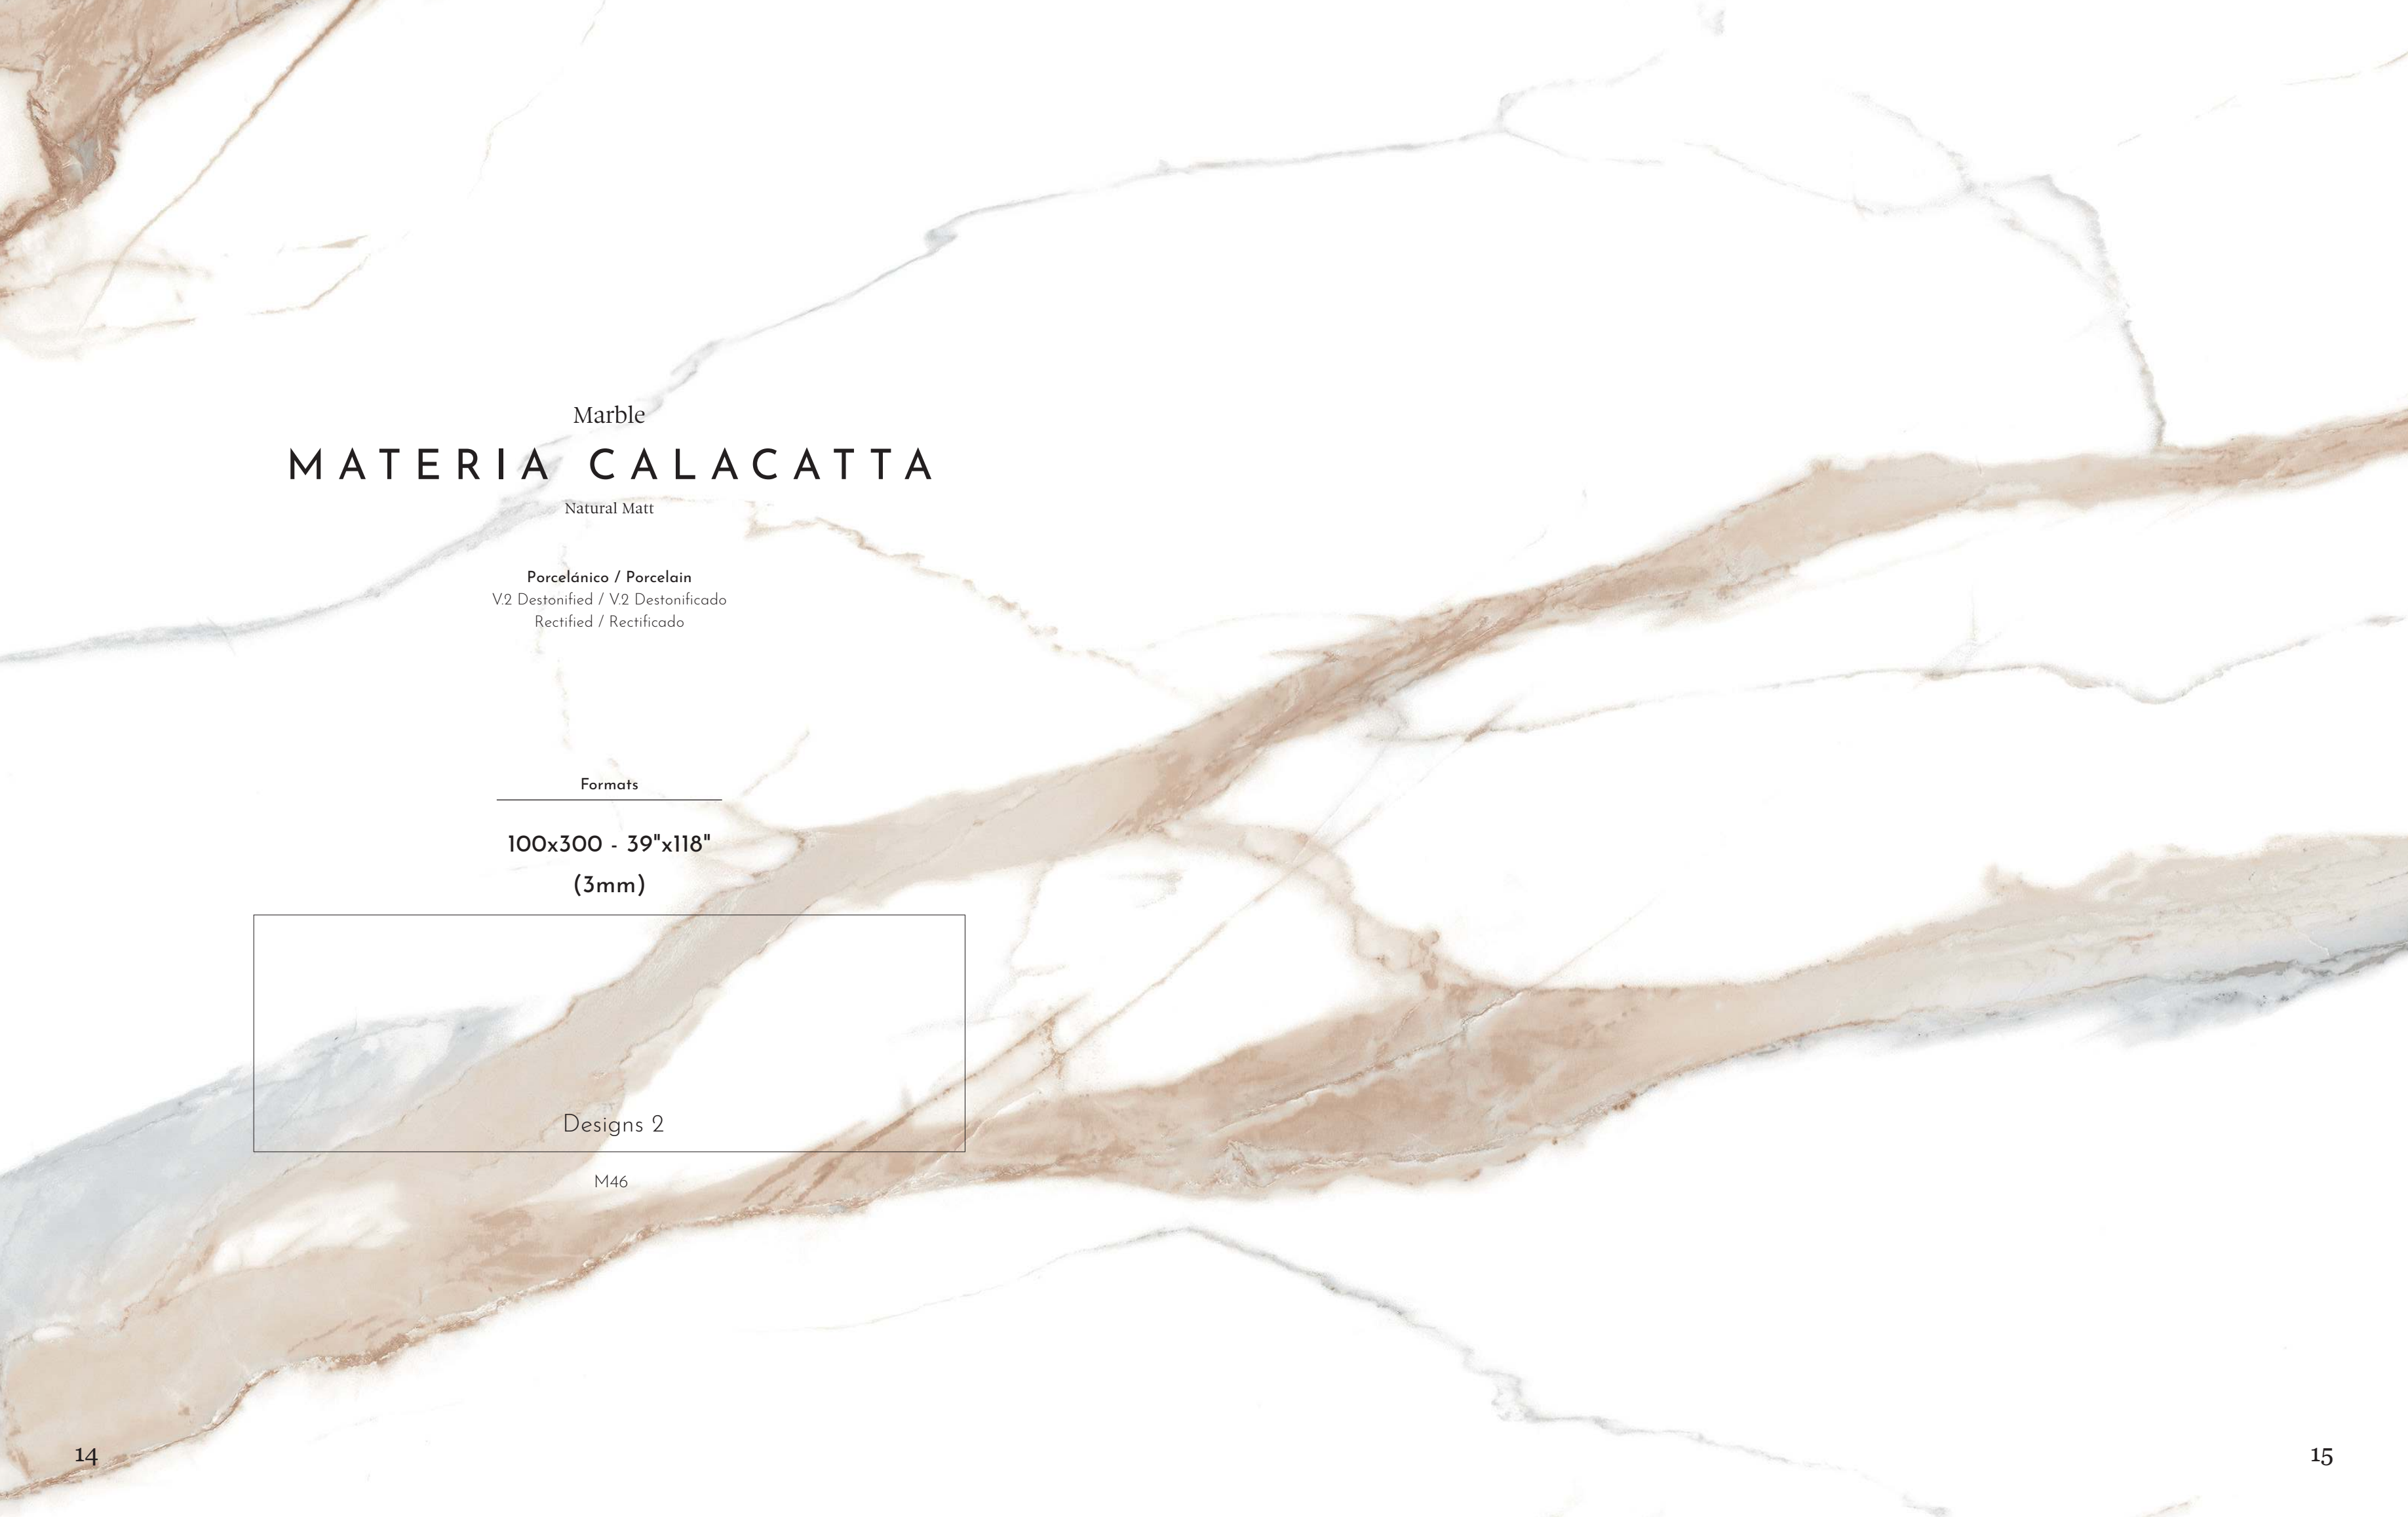 Marble
MATERIA CALACATTA
Natural Matt
Porcelánico / Porcelain
V.2 Destonified / V.2 Destonificado
Rectified / Rectificado
Formats
100x300 - 39"x118"
(3mm)
Designs 2
M46
14
15